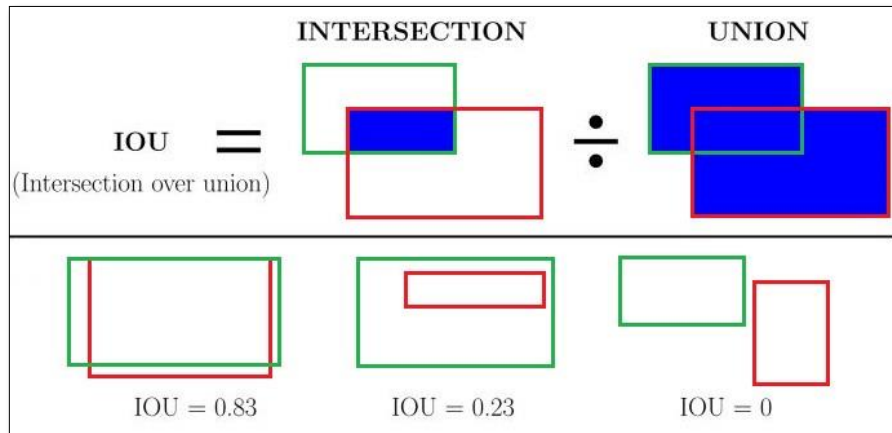 INTERSECTION
UNION
IOU = ÷
(Intersection over union)
IOU = 0.83
IOU = 0.23
IOU = 0